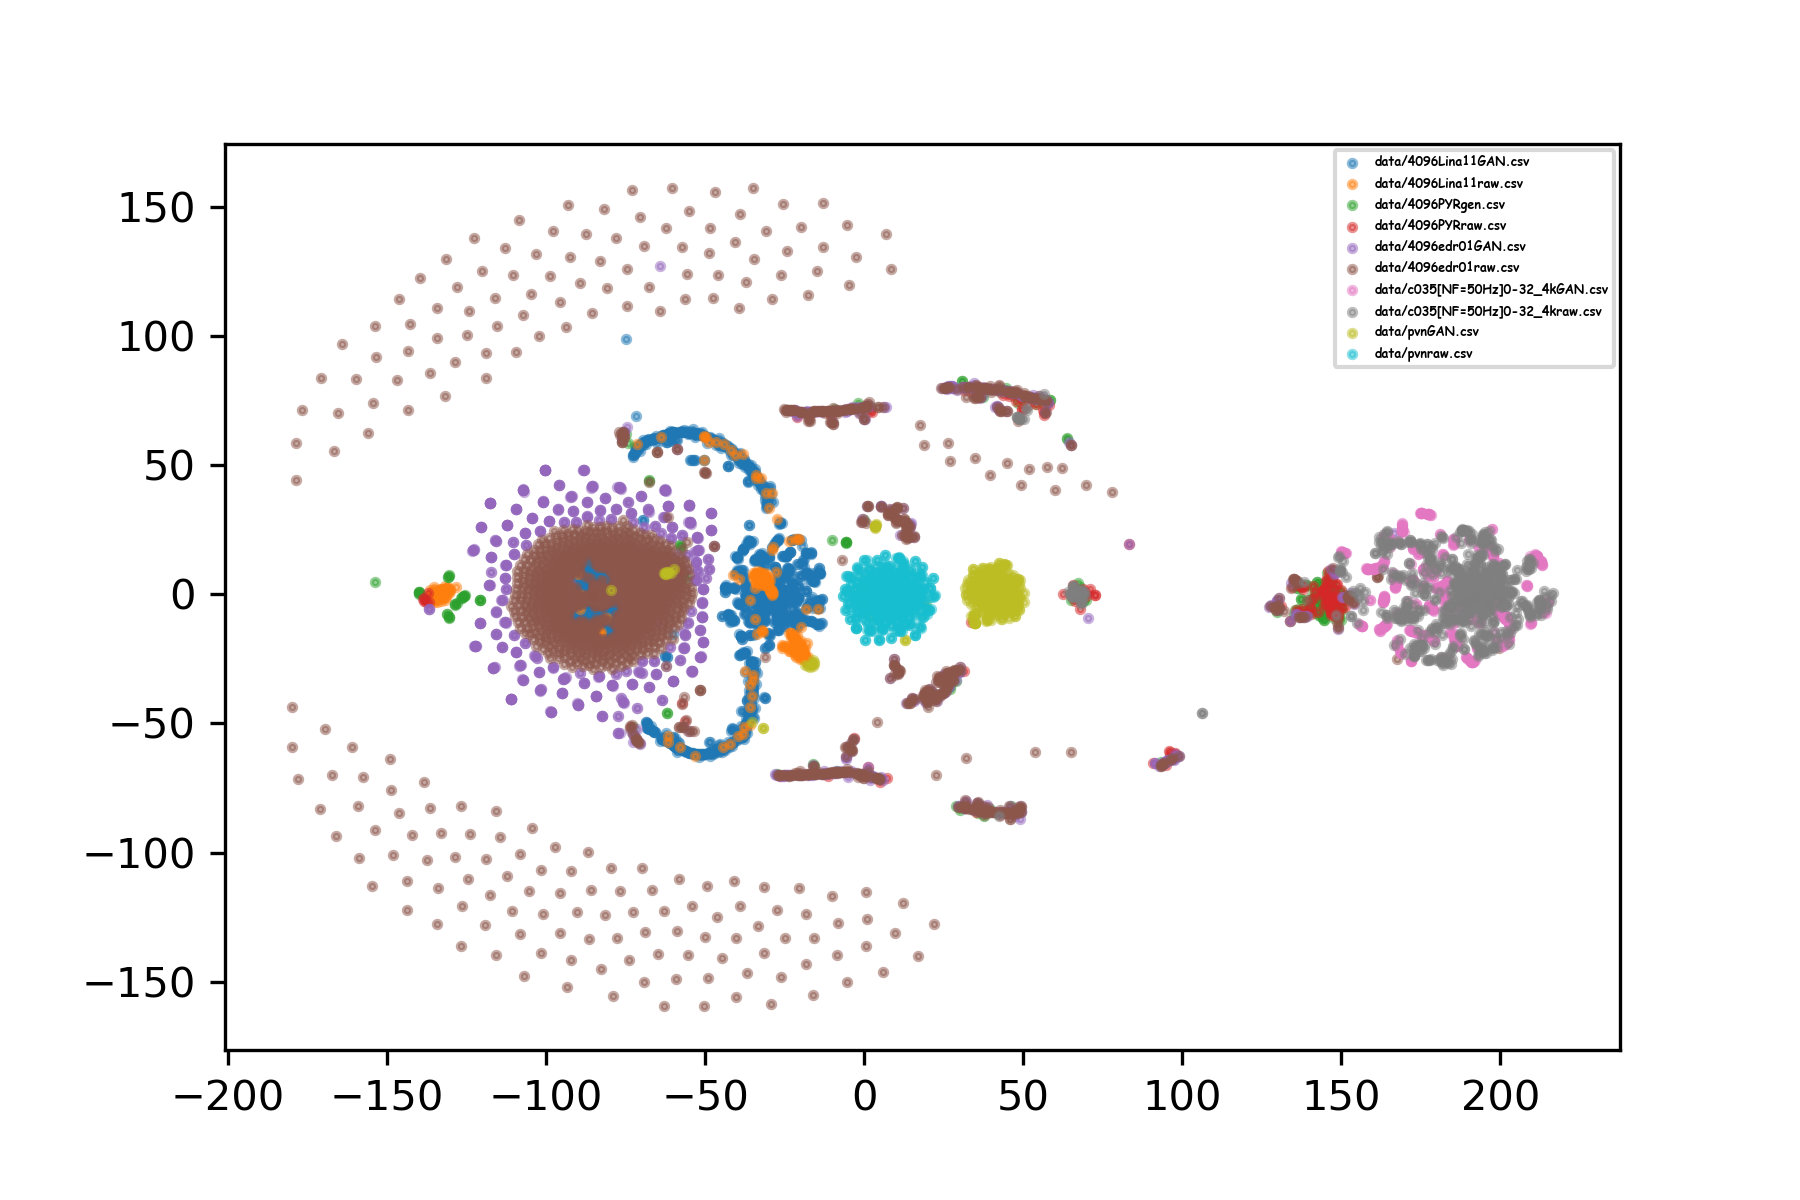 data/4096Lina11GAN.csv
data/4096Lina11raw.csv
data/4096PYRgen.csv
data/4096PYRraw.csv
data/4096edr01GAN.csv
data/4096edr01raw.csv
data/c035[NF=50Hz]0-32_4kGAN.csv
data/c035[NF=50Hz]0-32_4kraw.csv
data/pvnGAN.csv
data/pvnraw.csv
150
100
50
0
−50
−100
−150
−200 −150 −100 −50 0 50 100 150 200